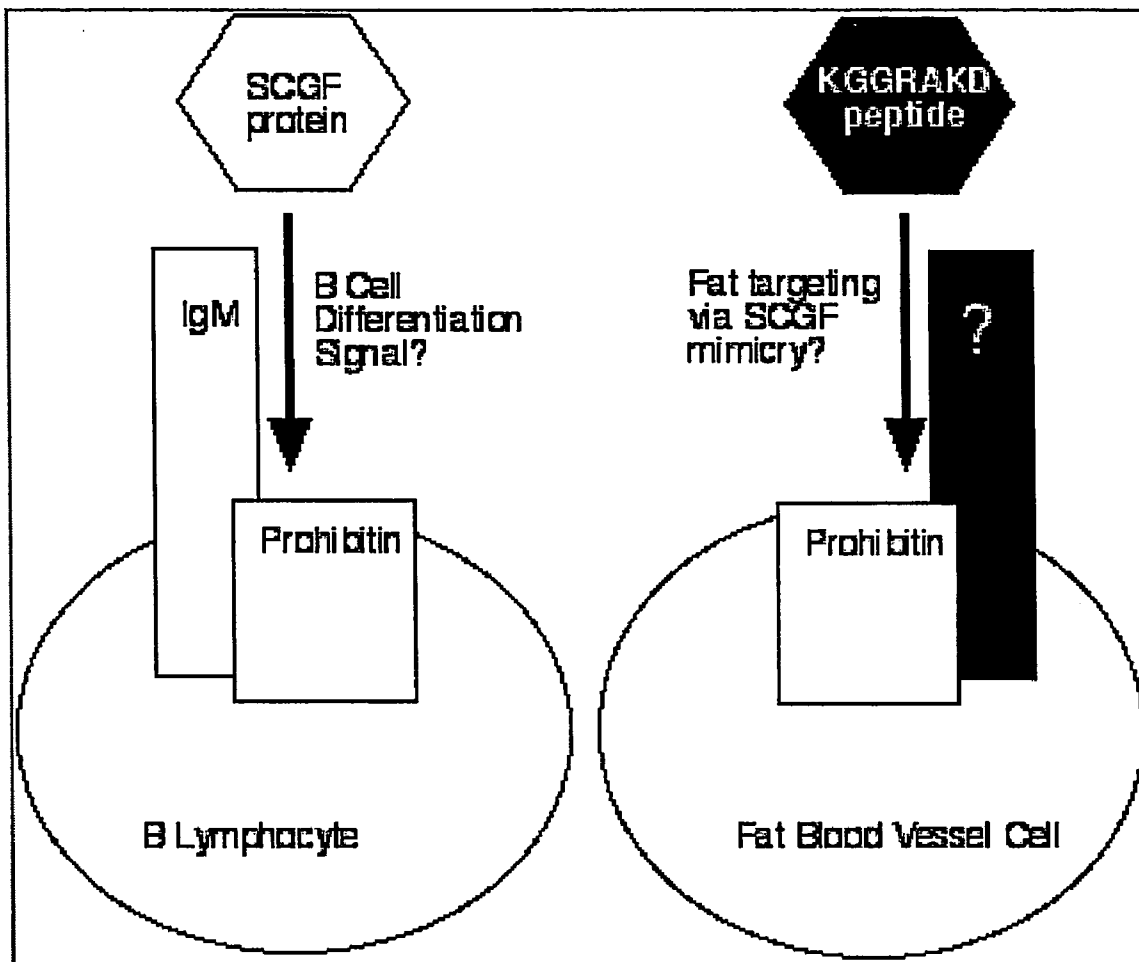 SCGF
protein
IgM
B Cell
Differentiation
Signal?
Prohibitin
B Lymphocyte
KGGRAKD
peptide
Fat targeting
via SCGF
mimicry?
?
Prohibitin
Fat Blood Vessel Cell